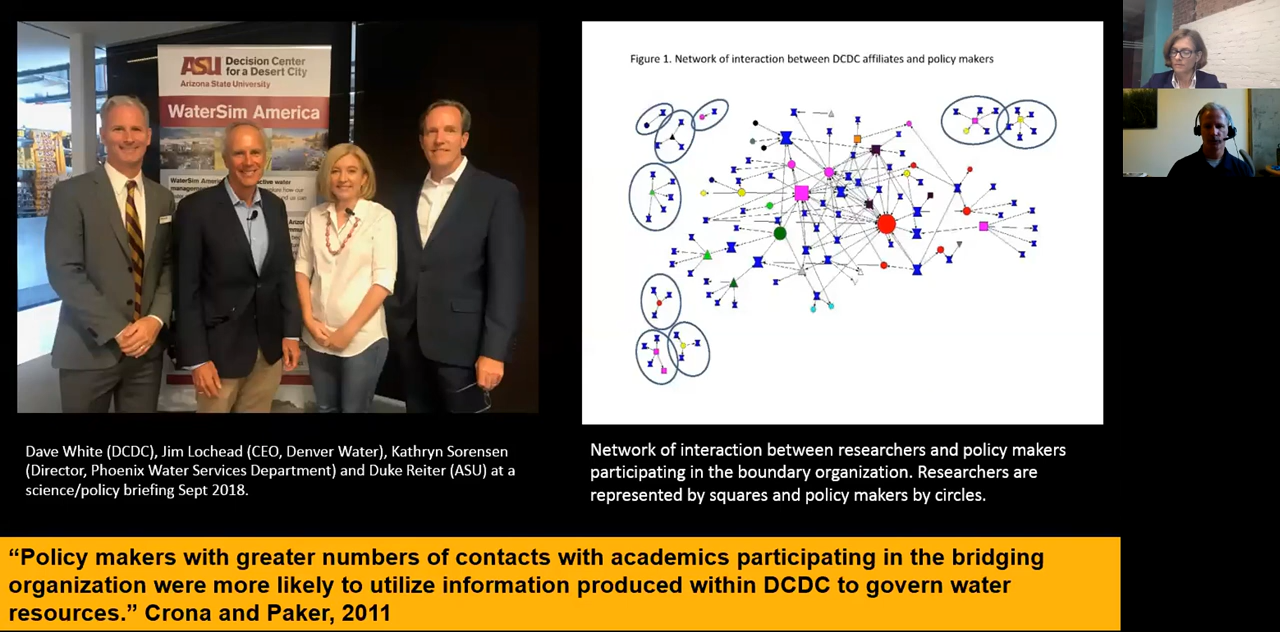 ASU Decision Center
for a Desert City
Arizona State University
WaterSim America
WaterSim
Figure 1. Network of interaction between DCDC affiliates and policy makers
Dave White (DCDC), Jim Lochead (CEO, Denver Water), Kathryn Sorensen
(Director, Phoenix Water Services Department) and Duke Reiter (ASU) at a
science/policy briefing Sept 2018.
Network of interaction between researchers and policy makers
participating in the boundary organization. Researchers are
represented by squares and policy makers by circles.
“Policy makers with greater numbers of contacts with academics participating in the bridging
organization were more likely to utilize information produced within DCDC to govern water
resources.” Crona and Paker, 2011